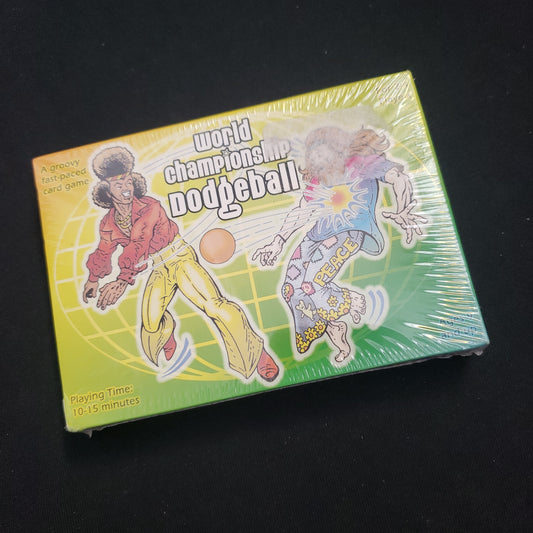 A groovy
fast-paced
card game
world
championship
Dodgeball
PEACE
Playing Time:
10-15 minutes